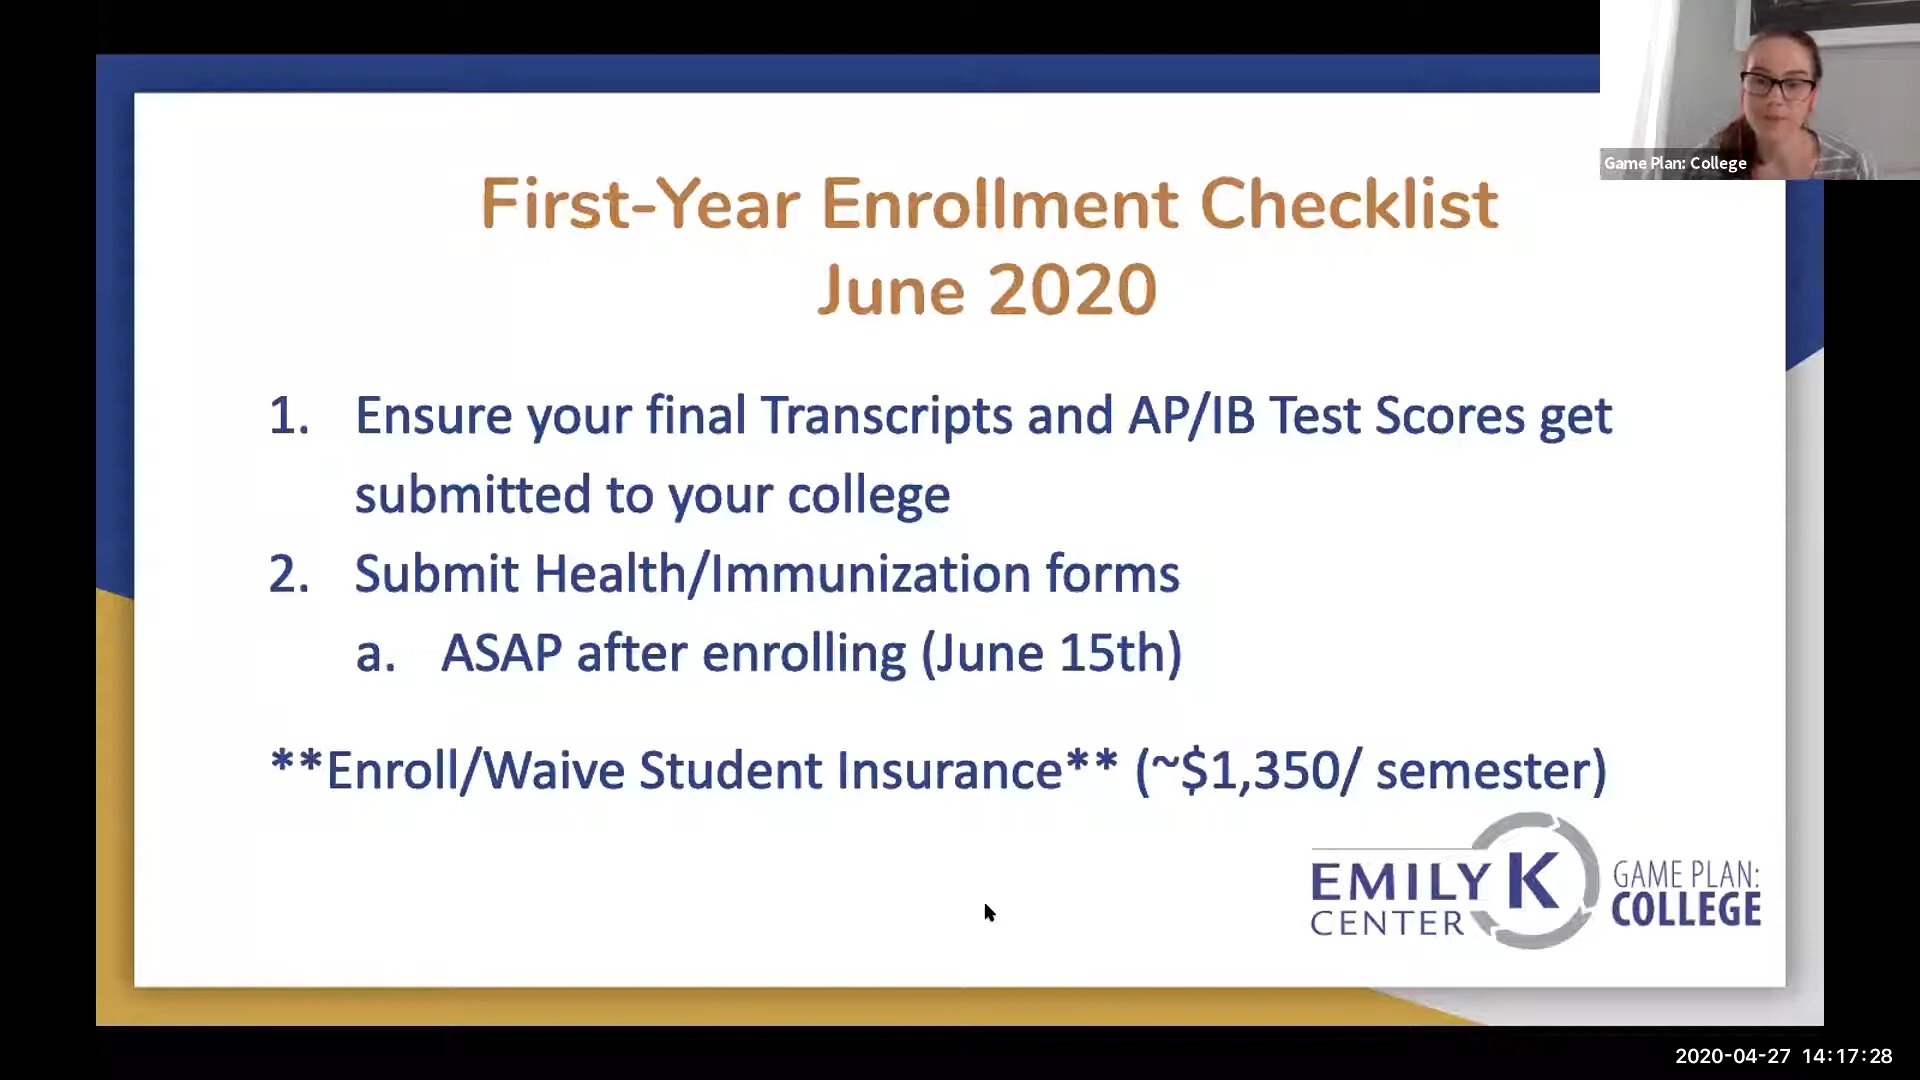 Game Plan: College
First-Year Enrollment Checklist
June 2020
1. Ensure your final Transcripts and AP/IB Test Scores get
submitted to your college
2. Submit Health/Immunization forms
a. ASAP after enrolling (June 15th)
**Enroll/Waive Student Insurance** (~$1,350/ semester)
EMILY K
CENTER
GAME PLAN:
COLLEGE
2020-04-27 14:17:28